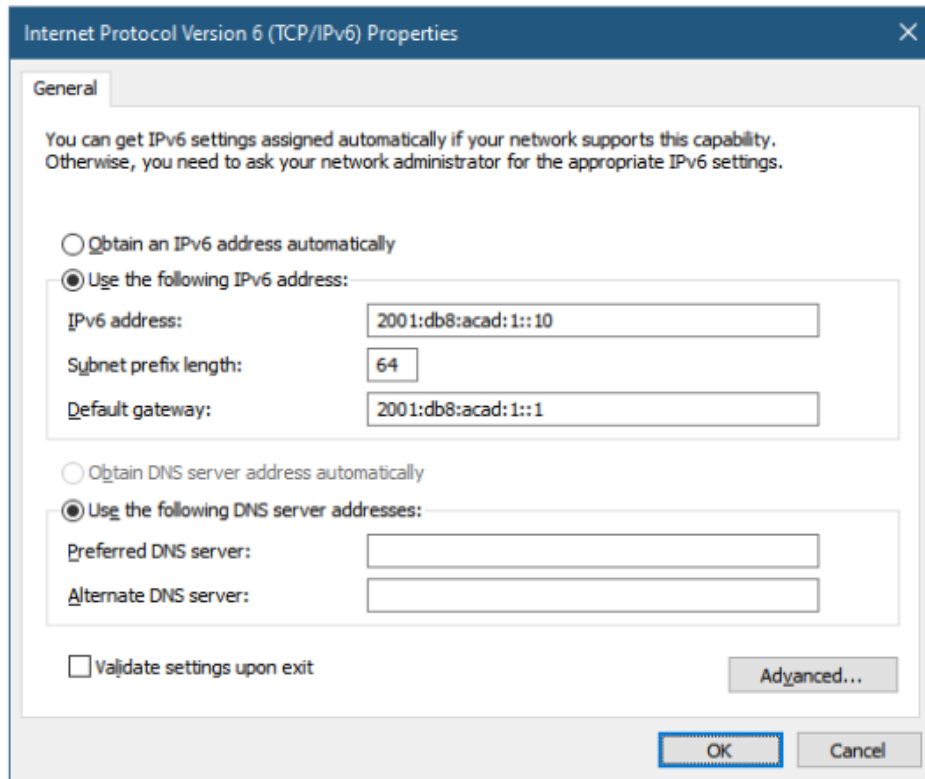 Internet Protocol Version 6 (TCP/IPv6) Properties
General
You can get IPv6 settings assigned automatically if your network supports this capability.
Otherwise, you need to ask your network administrator for the appropriate IPv6 settings.
Obtain an IPv6 address automatically
Use the following IPv6 address:
IPv6 address: 2001:db8:acad:1::10
Subnet prefix length: 64
Default gateway: 2001:db8:acad:1::1
Obtain DNS server address automatically
Use the following DNS server addresses:
Preferred DNS server:
Alternate DNS server:
Validate settings upon exit
Advanced...
OK Cancel